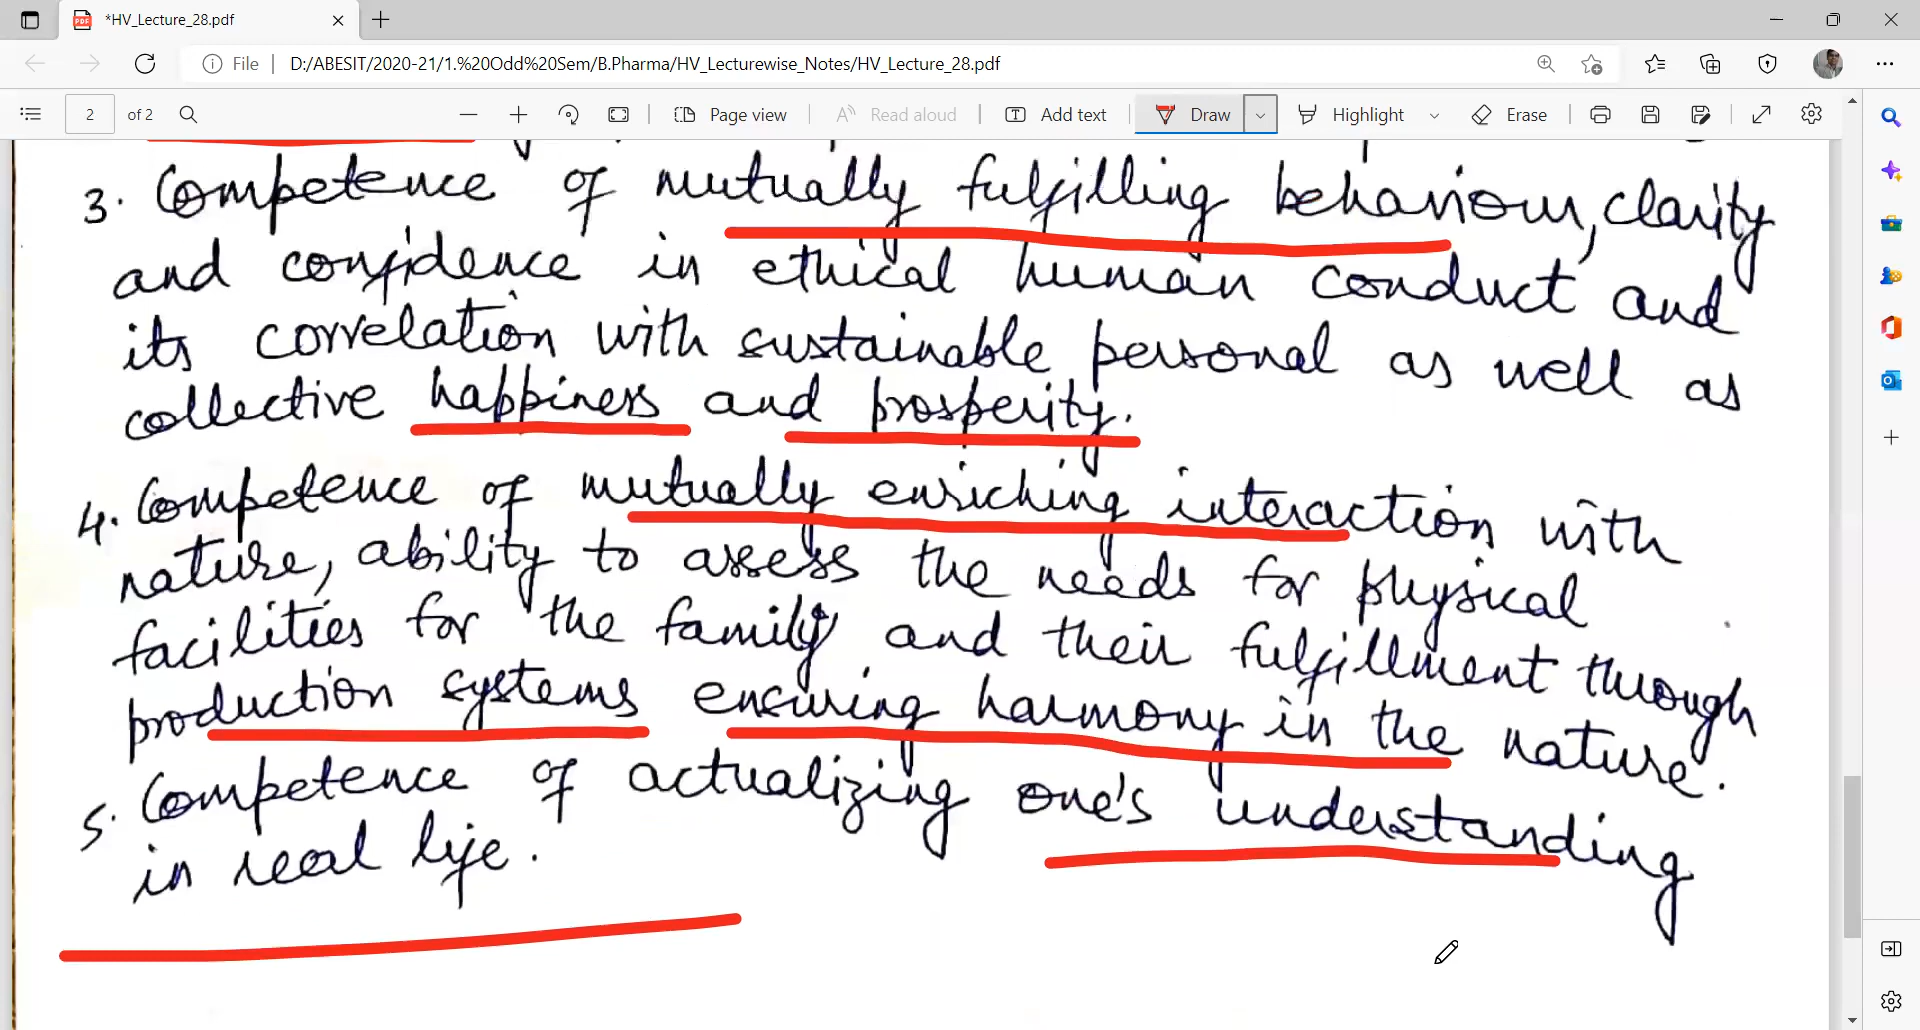 *HV_Lecture_28.pdf
File D:/ABESIT/2020-21/1.%20Odd%20Sem/B.Pharma/HV_Lecturewise_Notes/HV_Lecture_28.pdf
2 of 2 Page view Read aloud Add text Draw Highlight Erase
3. Competence of mutually fulfilling behaviour, clarity
and confidence in ethical human conduct and
its correlation with sustainable personal as well as
collective happiness and prosperity.
4. Competence of mutually enriching interaction with
nature, ability to assess the needs for physical
facilities for the family and their fulfillment through
production systems ensuring harmony in the nature.
5. Competence of actualizing one's understanding
in real life.